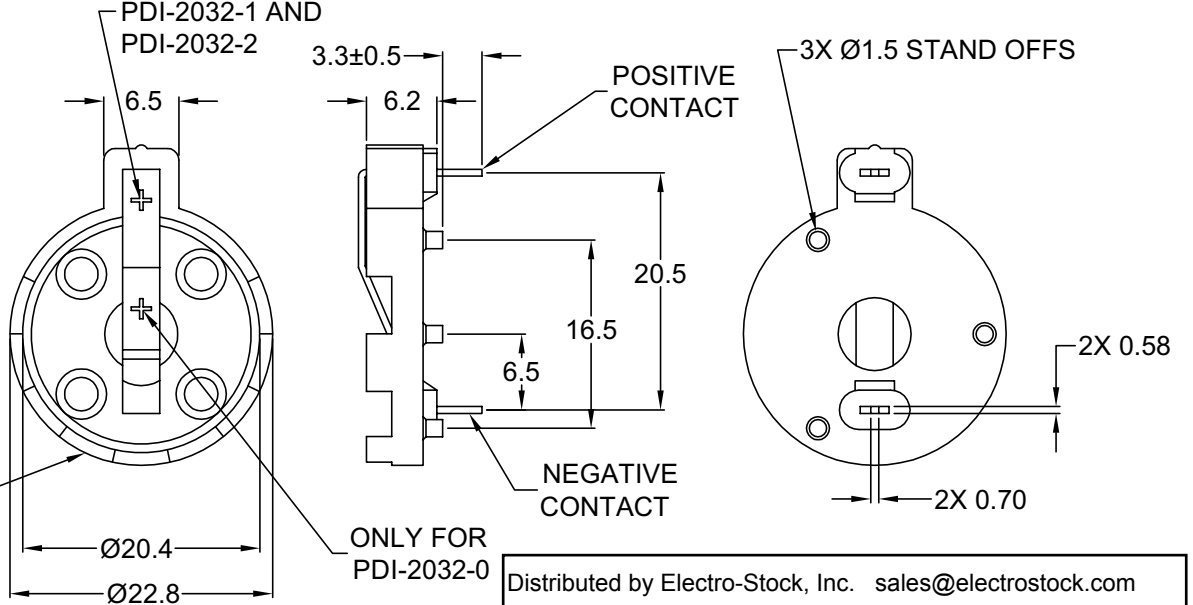 PDI-2032-1 AND
PDI-2032-2
3.3±0.5
3X Ø1.5 STAND OFFS
POSITIVE
CONTACT
6.5
6.2
20.5
16.5
6.5
2X 0.58
2X 0.70
NEGATIVE
CONTACT
ONLY FOR
PDI-2032-0
Ø20.4
Ø22.8
Distributed by Electro-Stock, Inc. sales@electrostock.com